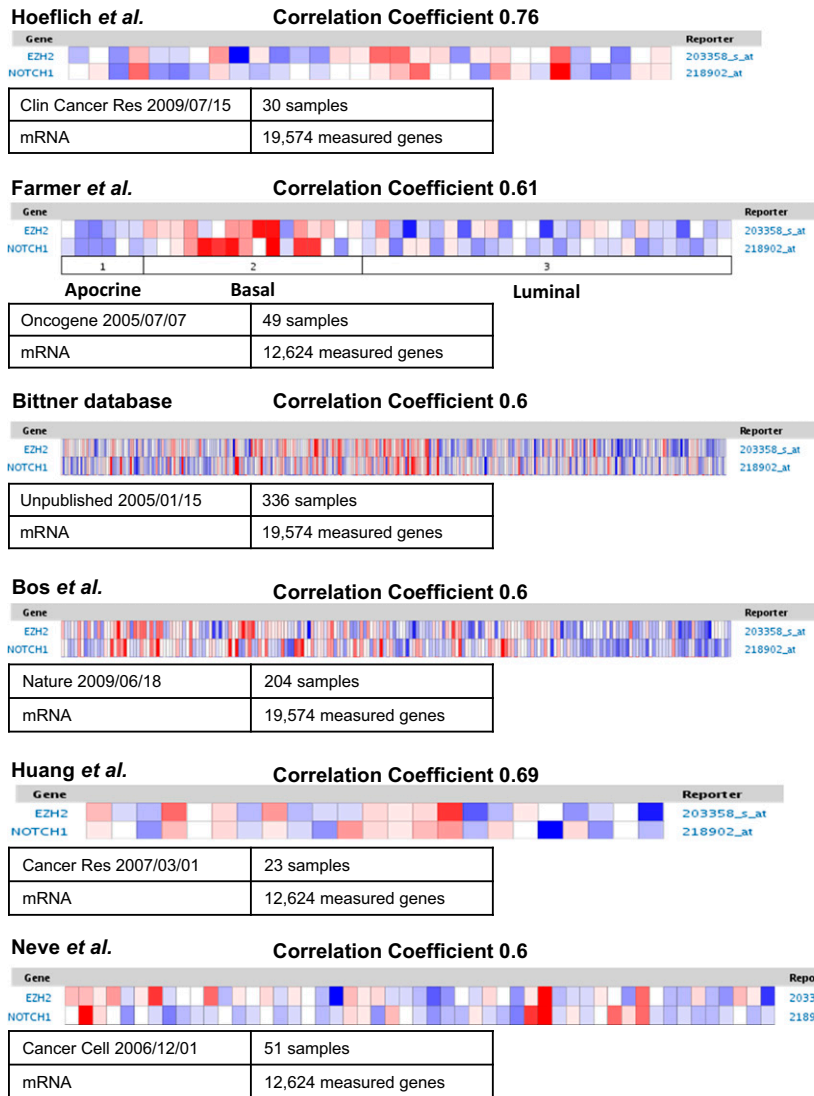 Hoeflich et al. Correlation Coefficient 0.76
Gene Reporter
EZH2 203358_s_at
NOTCH1 218902_at
Clin Cancer Res 2009/07/15 30 samples
mRNA 19,574 measured genes
Farmer et al. Correlation Coefficient 0.61
Gene Reporter
EZH2 203358_s_at
NOTCH1 218902_at
1 2 3
Apocrine Basal Luminal
Oncogene 2005/07/07 49 samples
mRNA 12,624 measured genes
Bittner database Correlation Coefficient 0.6
Gene Reporter
EZH2 203358_s_at
NOTCH1 218902_at
Unpublished 2005/01/15 336 samples
mRNA 19,574 measured genes
Bos et al. Correlation Coefficient 0.6
Gene Reporter
EZH2 203358_s_at
NOTCH1 218902_at
Nature 2009/06/18 204 samples
mRNA 19,574 measured genes
Huang et al. Correlation Coefficient 0.69
Gene Reporter
EZH2 203358_s_at
NOTCH1 218902_at
Cancer Res 2007/03/01 23 samples
mRNA 12,624 measured genes
Neve et al. Correlation Coefficient 0.6
Gene Repo
EZH2 2033
NOTCH1 2189
Cancer Cell 2006/12/01 51 samples
mRNA 12,624 measured genes